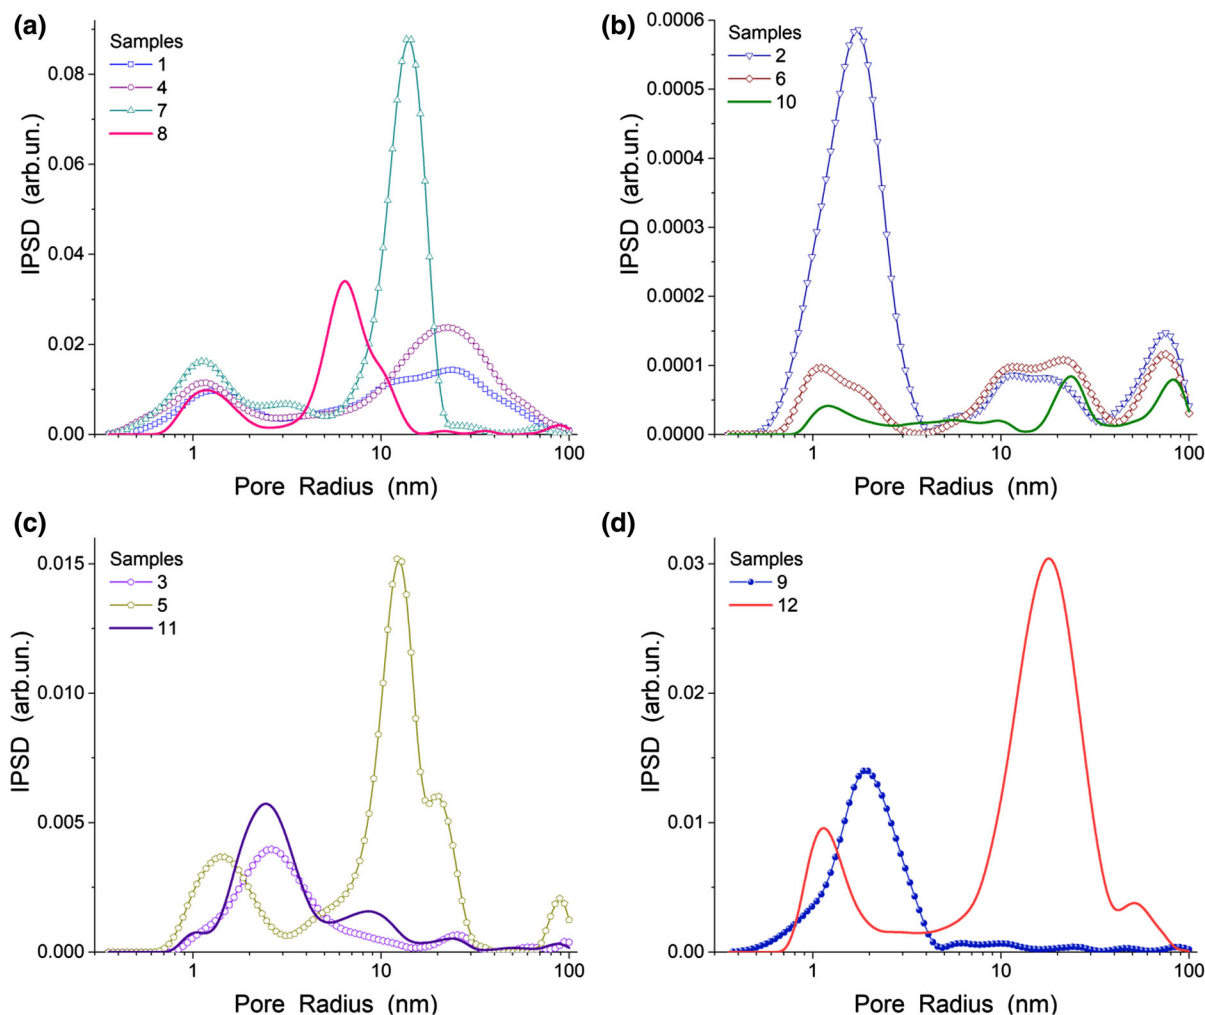 (a)
Samples
1
4
7
8
0.08
0.06
0.04
0.02
0.00
IPSD (arb.un.)
1
10
100
Pore Radius (nm)
(b)
Samples
2
6
10
0.0006
0.0005
0.0004
0.0003
0.0002
0.0001
0.0000
IPSD (arb.un.)
1
10
100
Pore Radius (nm)
(c)
Samples
3
5
11
0.015
0.010
0.005
0.000
IPSD (arb.un.)
1
10
100
Pore Radius (nm)
(d)
Samples
9
12
0.03
0.02
0.01
0.00
IPSD (arb.un.)
1
10
100
Pore Radius (nm)